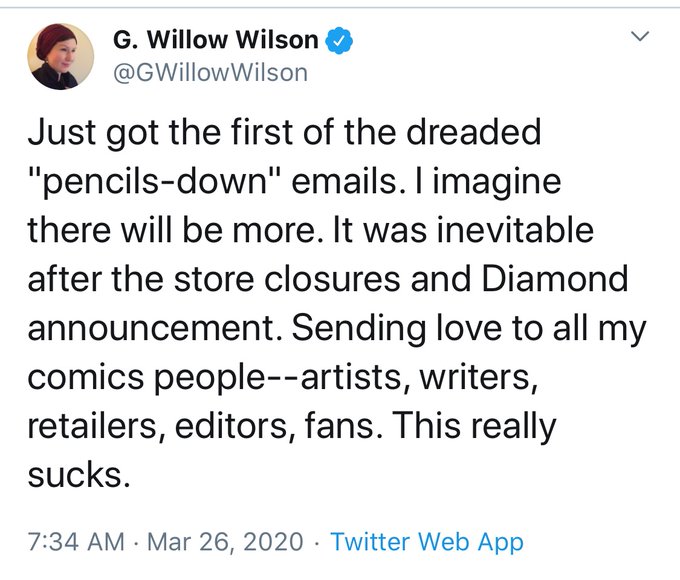 G. Willow Wilson
@GWillowWilson
Just got the first of the dreaded
"pencils-down" emails. I imagine
there will be more. It was inevitable
after the store closures and Diamond
announcement. Sending love to all my
comics people--artists, writers,
retailers, editors, fans. This really
sucks.
7:34 AM · Mar 26, 2020 · Twitter Web App